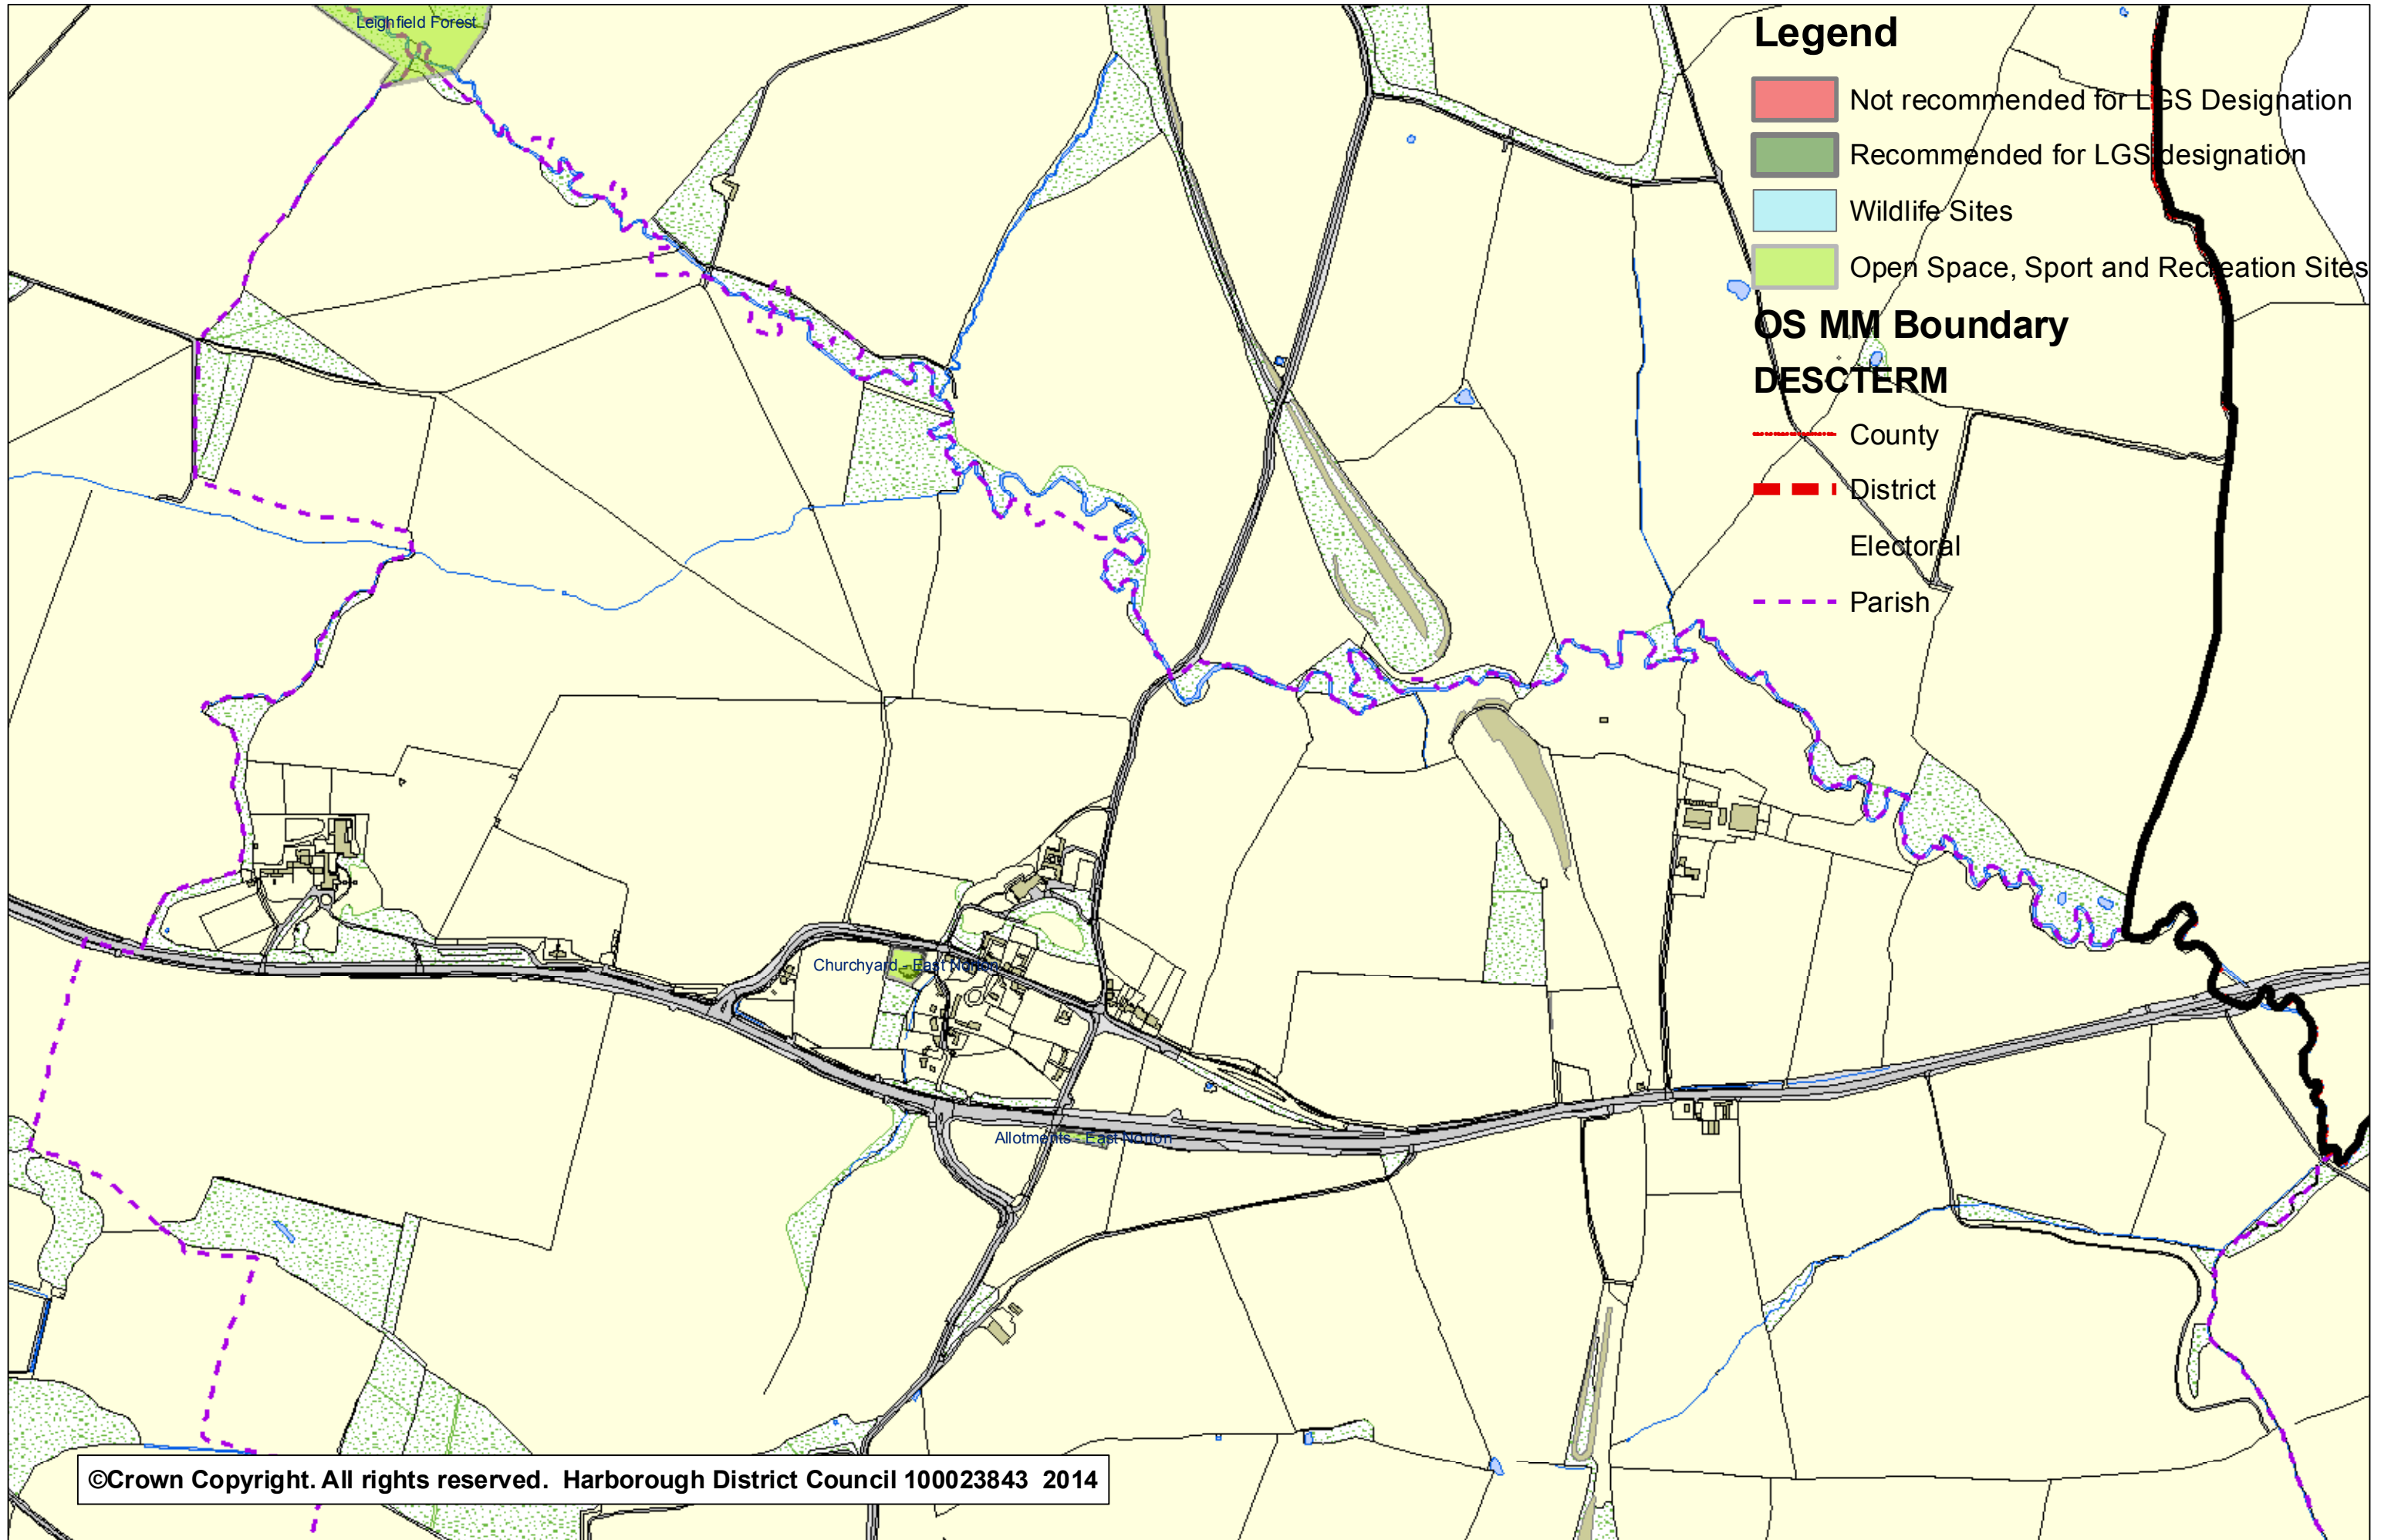 Leighfield Forest
Legend
Not recommended for LGS Designation
Recommended for LGS designation
Wildlife Sites
Open Space, Sport and Recreation Sites
OS MM Boundary
DESCTERM
County
District
Electoral
Parish
Churchyard - East Norton
Allotments - East Norton
©Crown Copyright. All rights reserved. Harborough District Council 100023843 2014